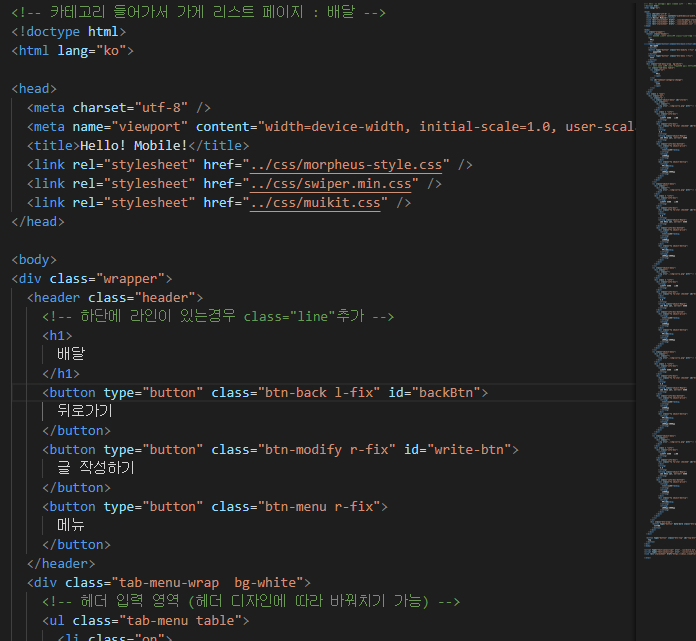 <!-- 카테고리 들어가서 가게 리스트 페이지 : 배달 -->
<!doctype html>
<html lang="ko">
<head>
<meta charset="utf-8" />
<meta name="viewport" content="width=device-width, initial-scale=1.0, user-scal
<title>Hello! Mobile!</title>
<link rel="stylesheet" href="../css/morpheus-style.css" />
<link rel="stylesheet" href="../css/swiper.min.css" />
<link rel="stylesheet" href="../css/muikit.css" />
</head>
<body>
<div class="wrapper">
<header class="header">
<!-- 하단에 라인이 있는경우 class="line"추가 -->
<h1>
배달
</h1>
<button type="button" class="btn-back l-fix" id="backBtn">
뒤로가기
</button>
<button type="button" class="btn-modify r-fix" id="write-btn">
글 작성하기
</button>
<button type="button" class="btn-menu r-fix">
메뉴
</button>
</header>
<div class="tab-menu-wrap  bg-white">
<!-- 헤더 입력 영역 (헤더 디자인에 따라 바꿔치기 가능) -->
<ul class="tab-menu table">
<li class="on">